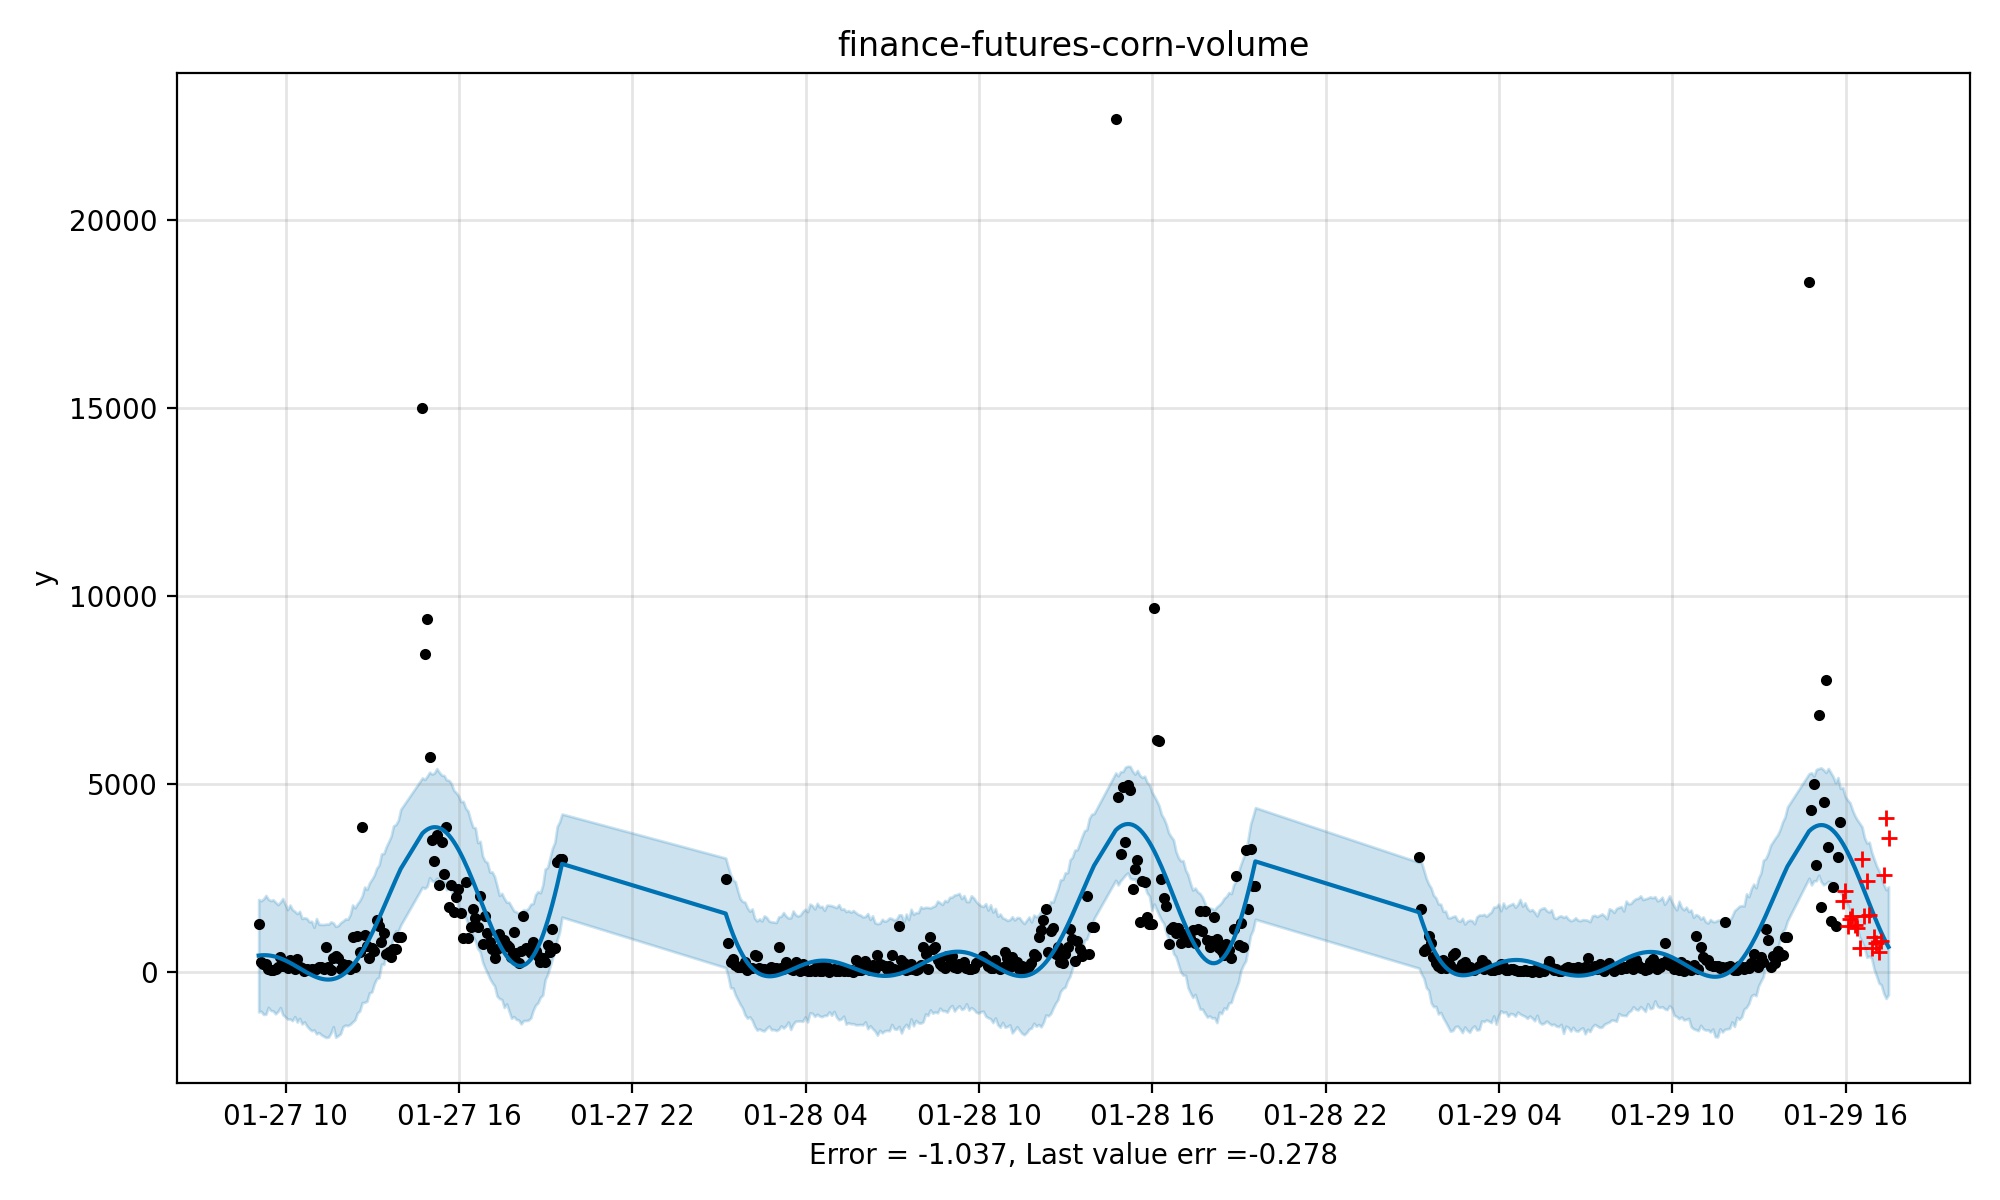 finance-futures-corn-volume
y
20000
15000
10000
5000
0
01-27 10 01-27 16 01-27 22 01-28 04 01-28 10 01-28 16 01-28 22 01-29 04 01-29 10 01-29 16
Error = -1.037, Last value err =-0.278